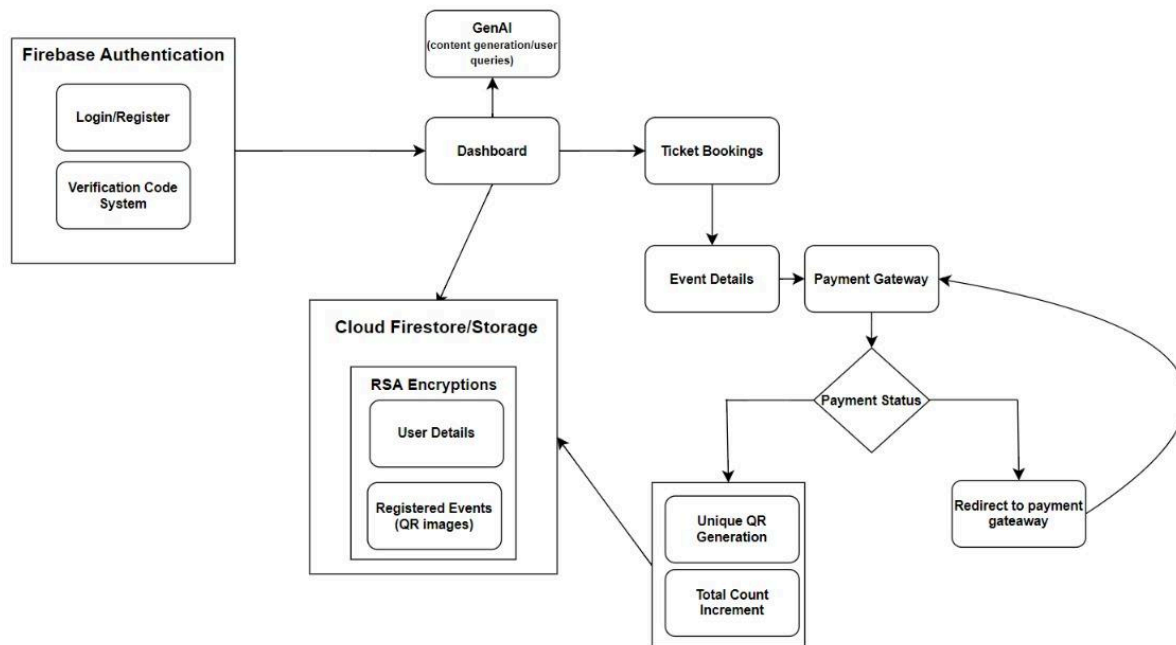 GenAI
(content generation/user
queries)
Firebase Authentication
Login/Register
Verification Code
System
Dashboard
Ticket Bookings
Event Details
Payment Gateway
Cloud Firestore/Storage
RSA Encryptions
User Details
Registered Events
(QR images)
Payment Status
Unique QR
Generation
Total Count
Increment
Redirect to payment
gateaway